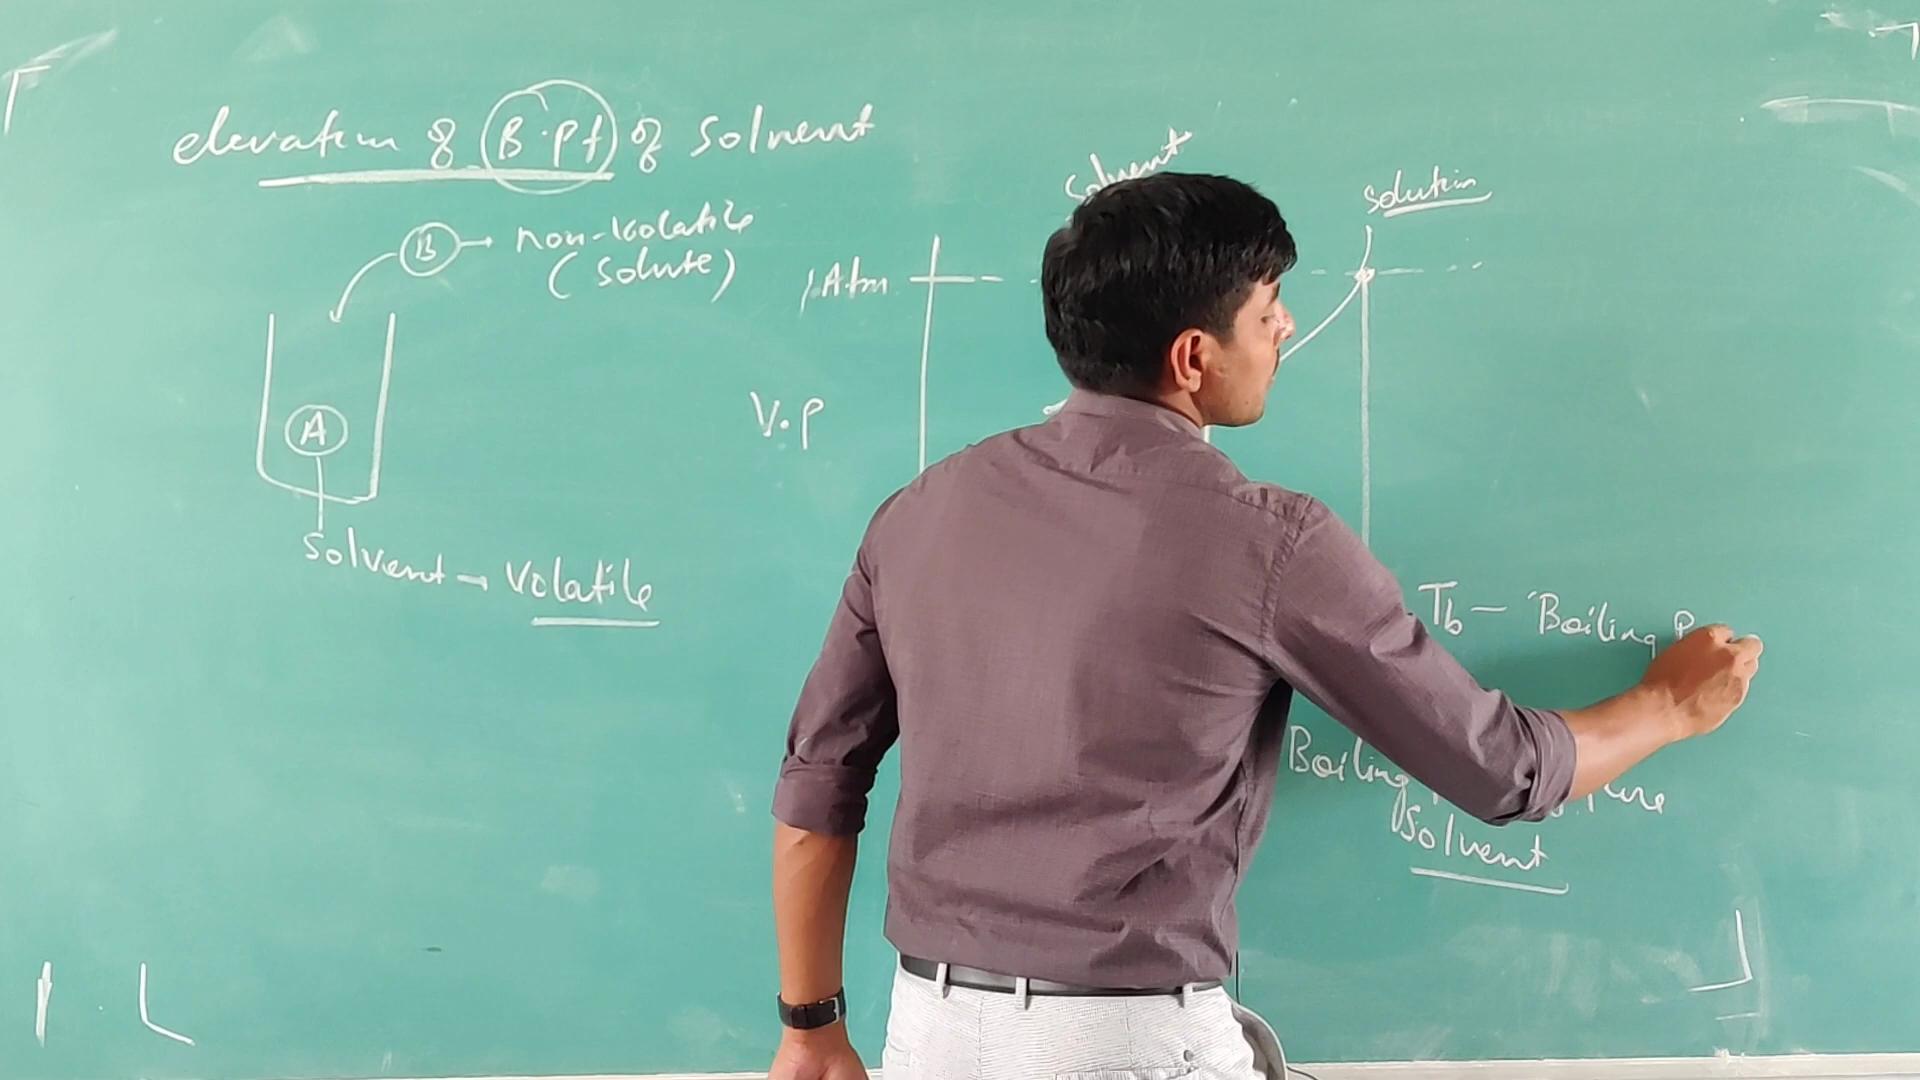 elevation of B.Pt of Solvent
B → non-volatile
(Solute)
A
Solvent → Volatile
Solvent
Solution
1 Atm
V.P
Tb - Boiling P
Boiling
Solvent